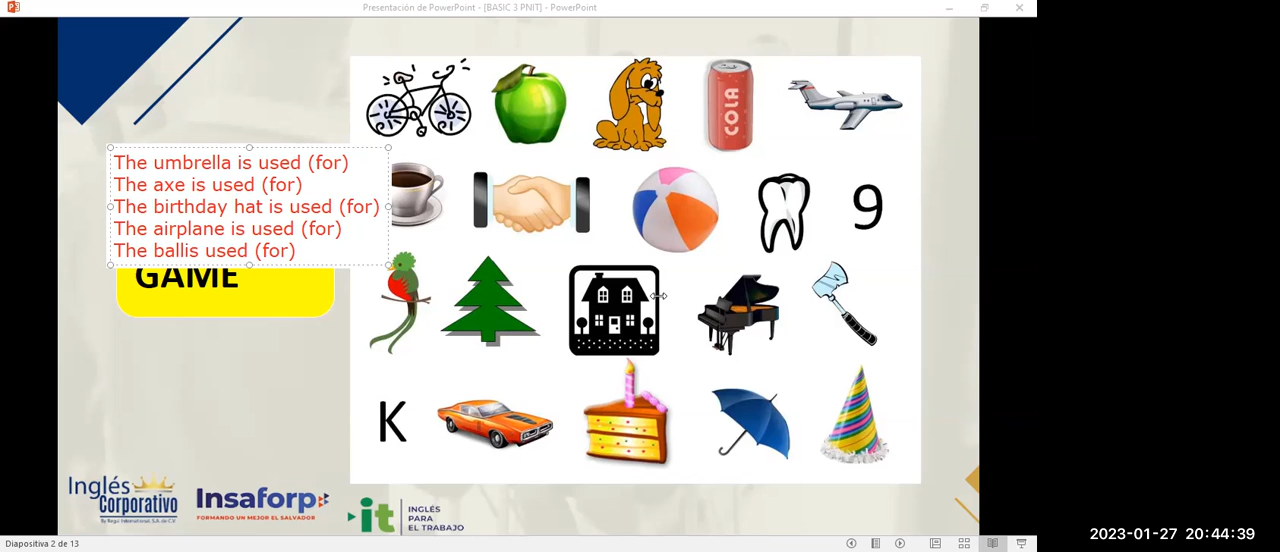 Presentación de PowerPoint - [BASIC 3 PNIT] - PowerPoint
COLA
The umbrella is used (for)
The axe is used (for)
The birthday hat is used (for)
The airplane is used (for)
The ballis used (for)
GAME
9
K
Inglés
Corporativo
Insaforp
FORMANDO UN MEJOR EL SALVADOR
it
INGLÉS
PARA
EL TRABAJO
Diapositiva 2 de 13
2023-01-27 20:44:39